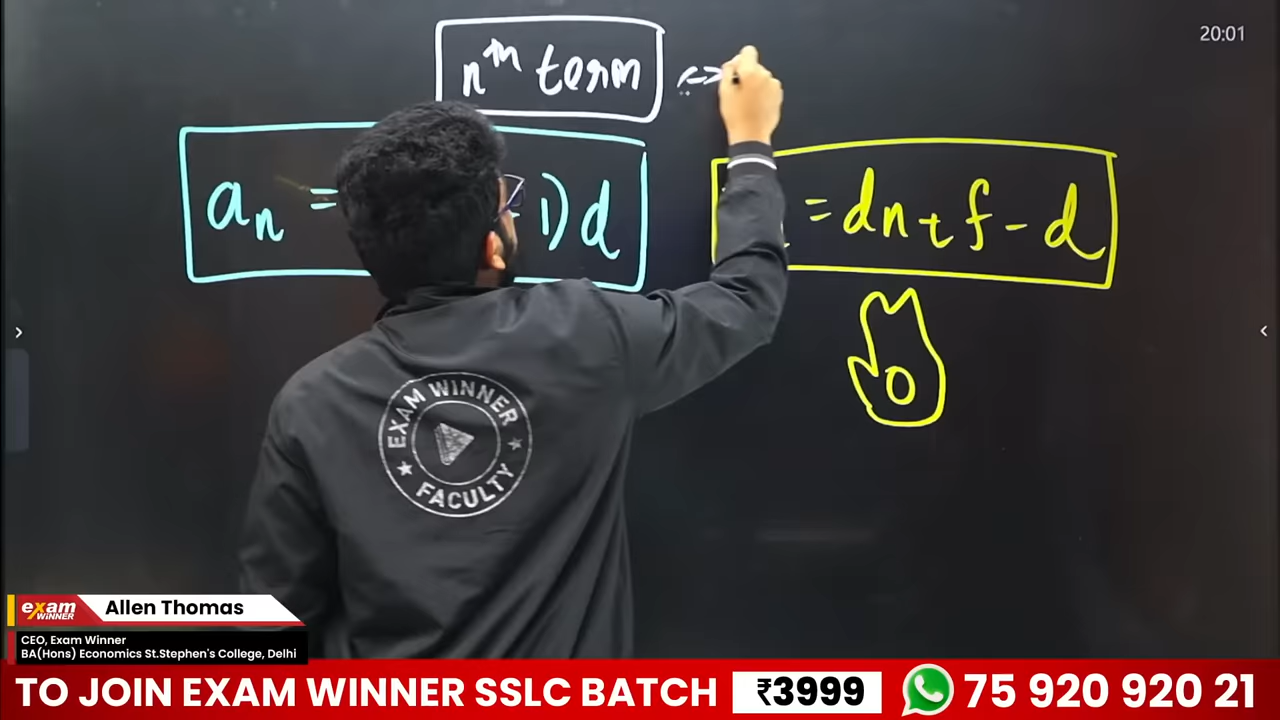 20:01
nth term
an = -1)d
= dn + f - d
EXAM WINNER
FACULTY
exam WINNER
Allen Thomas
CEO, Exam Winner
BA(Hons) Economics St.Stephen's College, Delhi
TO JOIN EXAM WINNER SSLC BATCH ₹3999 75 920 920 21